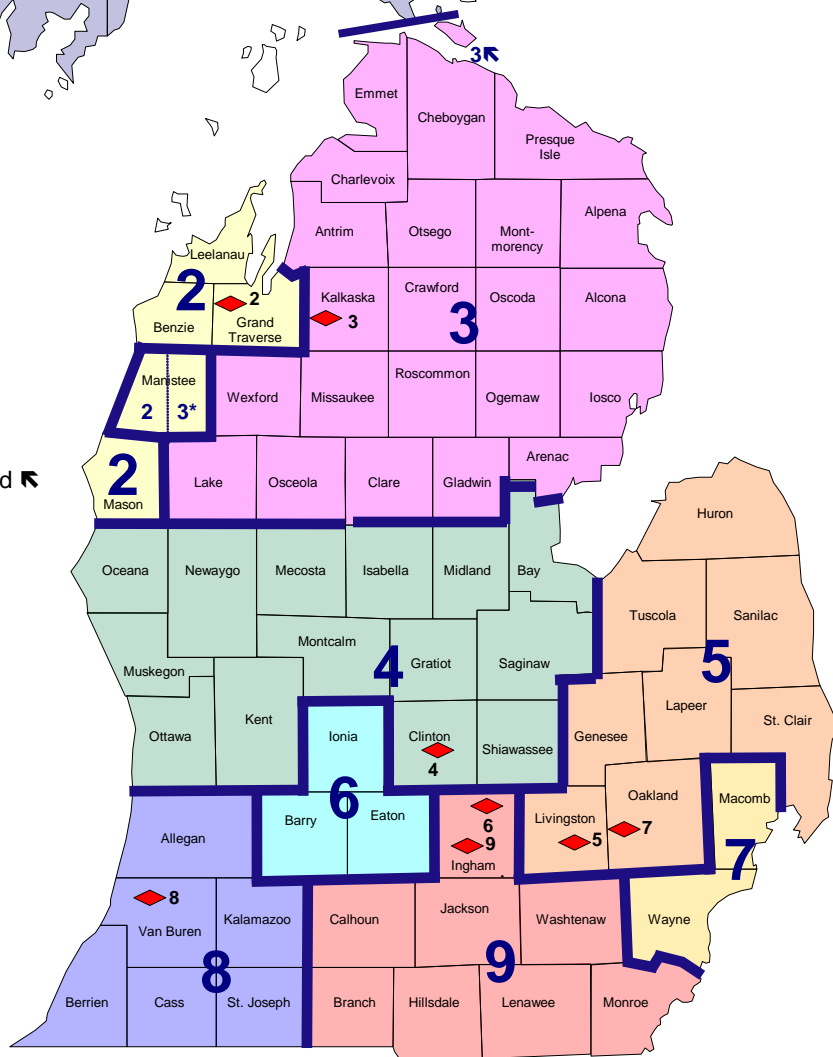 3↖
Emmet
Cheboygan
Presque
Isle
Charlevoix
Antrim
Otsego
Mont-
morency
Alpena
Leelanau
2
2
Benzie
Grand
Traverse
Kalkaska
3
Crawford
3
Oscoda
Alcona
Manistee
2
3*
Wexford
Missaukee
Roscommon
Ogemaw
Iosco
d ↖
2
Mason
Lake
Osceola
Clare
Gladwin
Arenac
Huron
Oceana
Newaygo
Mecosta
Isabella
Midland
Bay
Tuscola
Sanilac
Muskegon
Montcalm
4
Gratiot
Saginaw
5
Ottawa
Kent
Ionia
Clinton
4
Shiawassee
Genesee
Lapeer
St. Clair
6
Allegan
Barry
Eaton
6
9
Ingham
Livingston
5
Oakland
7
Macomb
7
8
Van Buren
Kalamazoo
Calhoun
Jackson
Washtenaw
Wayne
8
9
Berrien
Cass
St. Joseph
Branch
Hillsdale
Lenawee
Monroe